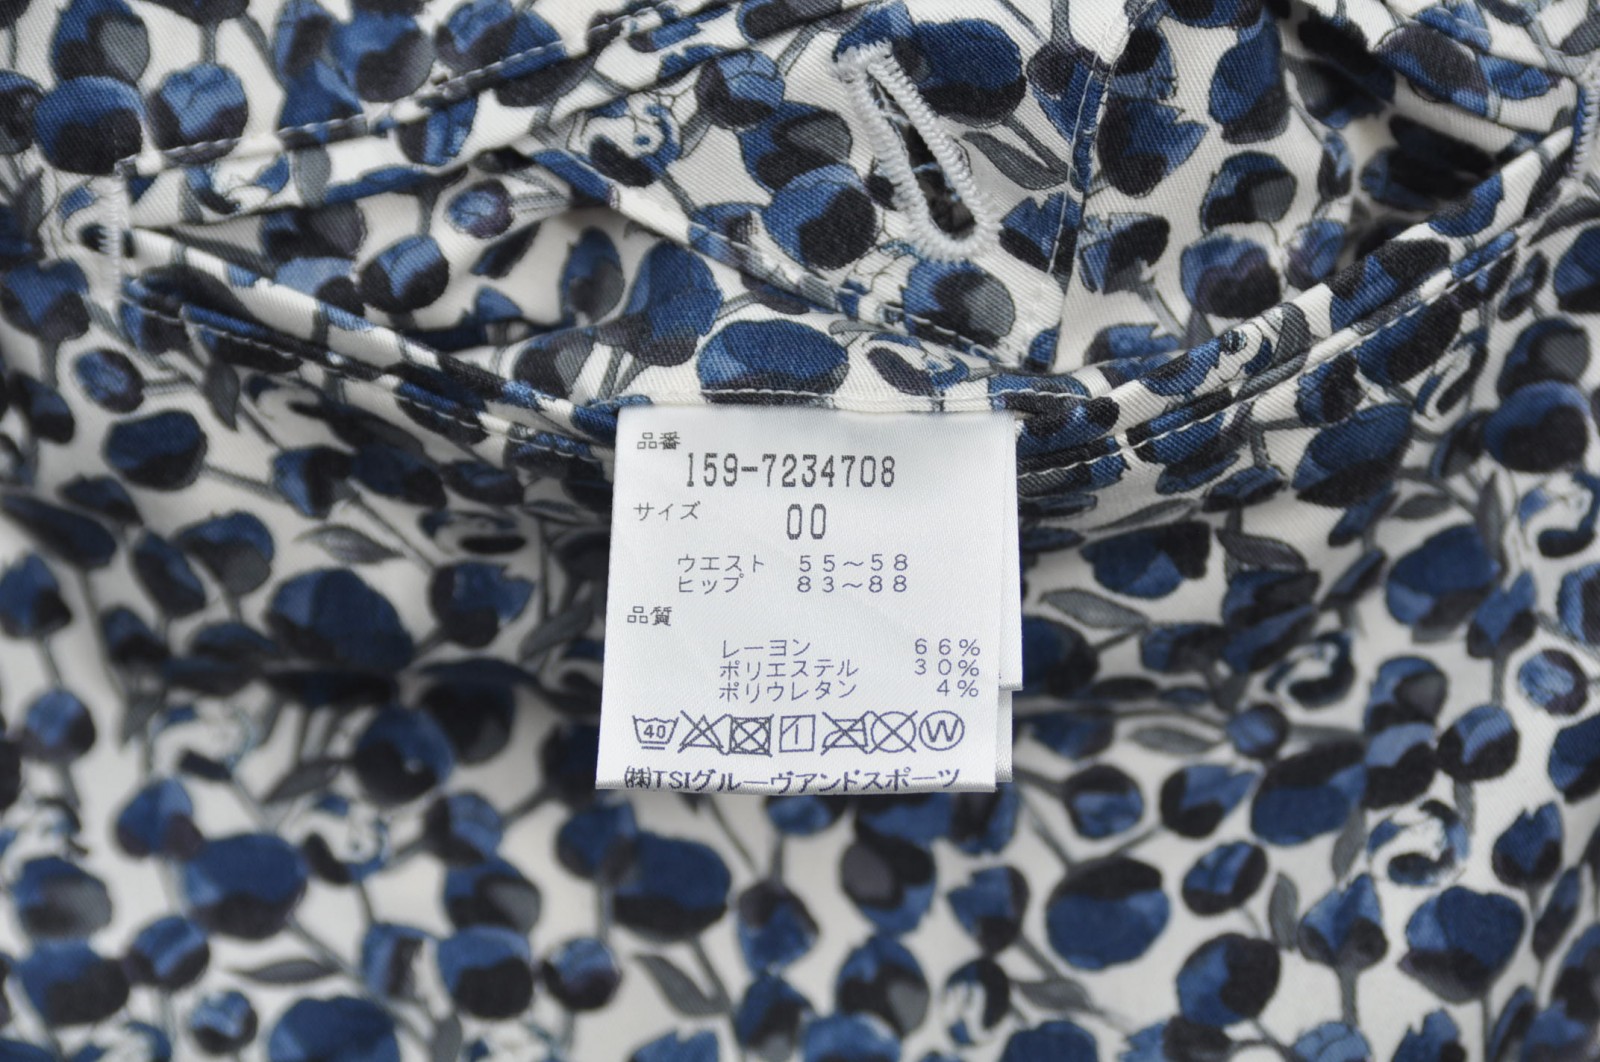 品番
159-7234708
サイズ
00
ウエスト 55～58
ヒップ 83～88
品質
レーヨン 66%
ポリエステル 30%
ポリウレタン 4%
40 W
㈱TSIグルーヴアンドスポーツ